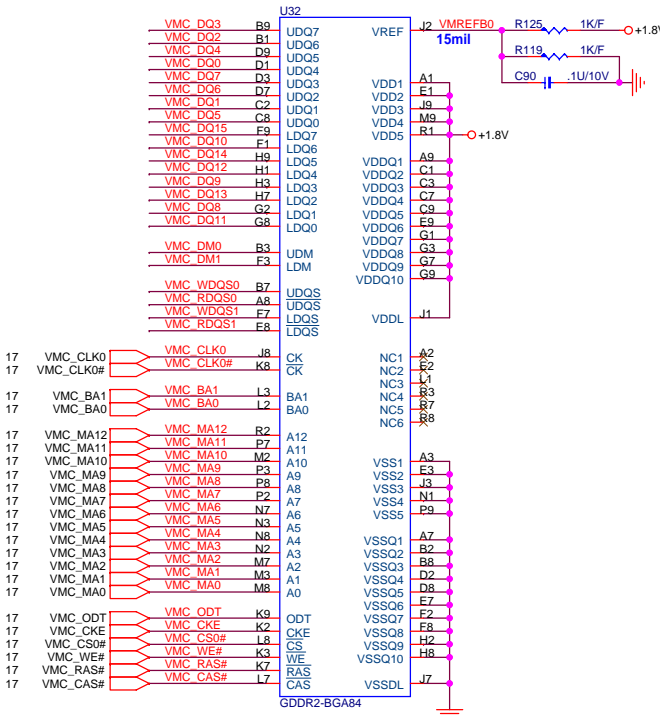 U32
VMC_DQ3 B9 UDQ7 VREF J2 VMREFB0 R125 1K/F +1.8V
15mil
VMC_DQ2 B1 UDQ6
VMC_DQ4 D9 UDQ5 R119 1K/F
VMC_DQ0 D1 UDQ4
C90 .1U/10V
VMC_DQ7 D3 UDQ3 VDD1 A1
VMC_DQ6 D7 UDQ2 VDD2 E1
VMC_DQ1 C2 UDQ1 VDD3 J9
VMC_DQ5 C8 UDQ0 VDD4 M9
VMC_DQ15 F9 LDQ7 VDD5 R1 +1.8V
VMC_DQ10 F1 LDQ6
VMC_DQ14 H9 LDQ5 VDDQ1 A9
VMC_DQ12 H1 LDQ4 VDDQ2 C1
VMC_DQ9 H3 LDQ3 VDDQ3 C3
VMC_DQ13 H7 LDQ2 VDDQ4 C7
VMC_DQ8 G2 LDQ1 VDDQ5 C9
VMC_DQ11 G8 LDQ0 VDDQ6 E9
VDDQ7 G1
VMC_DM0 B3 UDM VDDQ8 G3
VMC_DM1 F3 LDM VDDQ9 G7
VDDQ10 G9
VMC_WDQS0 B7 UDQS
VMC_RDQS0 A8 UDQS
VMC_WDQS1 F7 LDQS VDDL J1
VMC_RDQS1 E8 LDQS
17 VMC_CLK0 VMC_CLK0 J8 CK NC1 A2
17 VMC_CLK0# VMC_CLK0# K8 CK NC2 E2
NC3 L1
17 VMC_BA1 VMC_BA1 L3 BA1 NC4 R3
17 VMC_BA0 VMC_BA0 L2 BA0 NC5 R7
NC6 R8
17 VMC_MA12 VMC_MA12 R2 A12
17 VMC_MA11 VMC_MA11 P7 A11
17 VMC_MA10 VMC_MA10 M2 A10 VSS1 A3
17 VMC_MA9 VMC_MA9 P3 A9 VSS2 E3
17 VMC_MA8 VMC_MA8 P8 A8 VSS3 J3
17 VMC_MA7 VMC_MA7 P2 A7 VSS4 N1
17 VMC_MA6 VMC_MA6 N7 A6 VSS5 P9
17 VMC_MA5 VMC_MA5 N3 A5
17 VMC_MA4 VMC_MA4 N8 A4 VSSQ1 A7
17 VMC_MA3 VMC_MA3 N2 A3 VSSQ2 B2
17 VMC_MA2 VMC_MA2 M7 A2 VSSQ3 B8
17 VMC_MA1 VMC_MA1 M3 A1 VSSQ4 D2
17 VMC_MA0 VMC_MA0 M8 A0 VSSQ5 D8
VSSQ6 E7
17 VMC_ODT VMC_ODT K9 ODT VSSQ7 F2
17 VMC_CKE VMC_CKE K2 CKE VSSQ8 F8
17 VMC_CS0# VMC_CS0# L8 CS VSSQ9 H2
17 VMC_WE# VMC_WE# K3 WE VSSQ10 H8
17 VMC_RAS# VMC_RAS# K7 RAS
17 VMC_CAS# VMC_CAS# L7 CAS VSSDL J7
GDDR2-BGA84